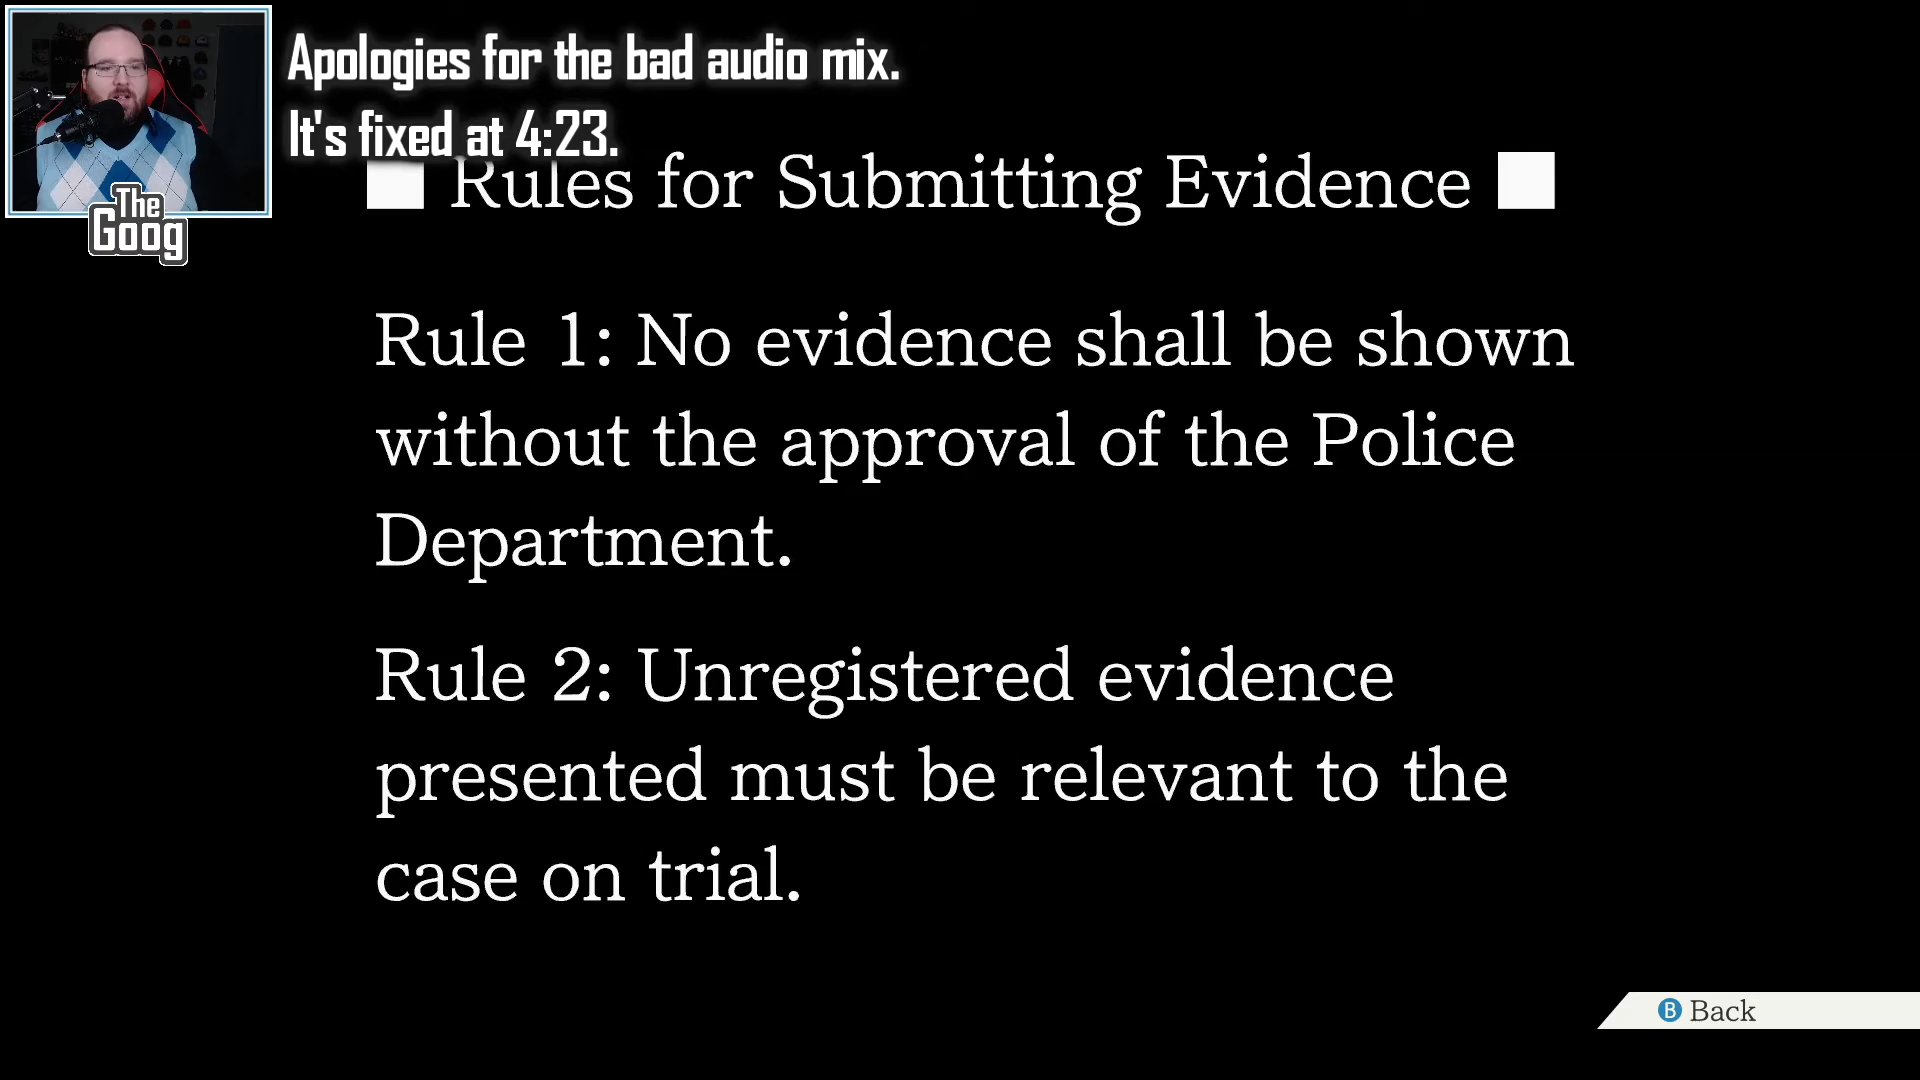 Apologies for the bad audio mix.
It's fixed at 4:23.
The
Goog
■ Rules for Submitting Evidence ■
Rule 1: No evidence shall be shown
without the approval of the Police
Department.
Rule 2: Unregistered evidence
presented must be relevant to the
case on trial.
B Back